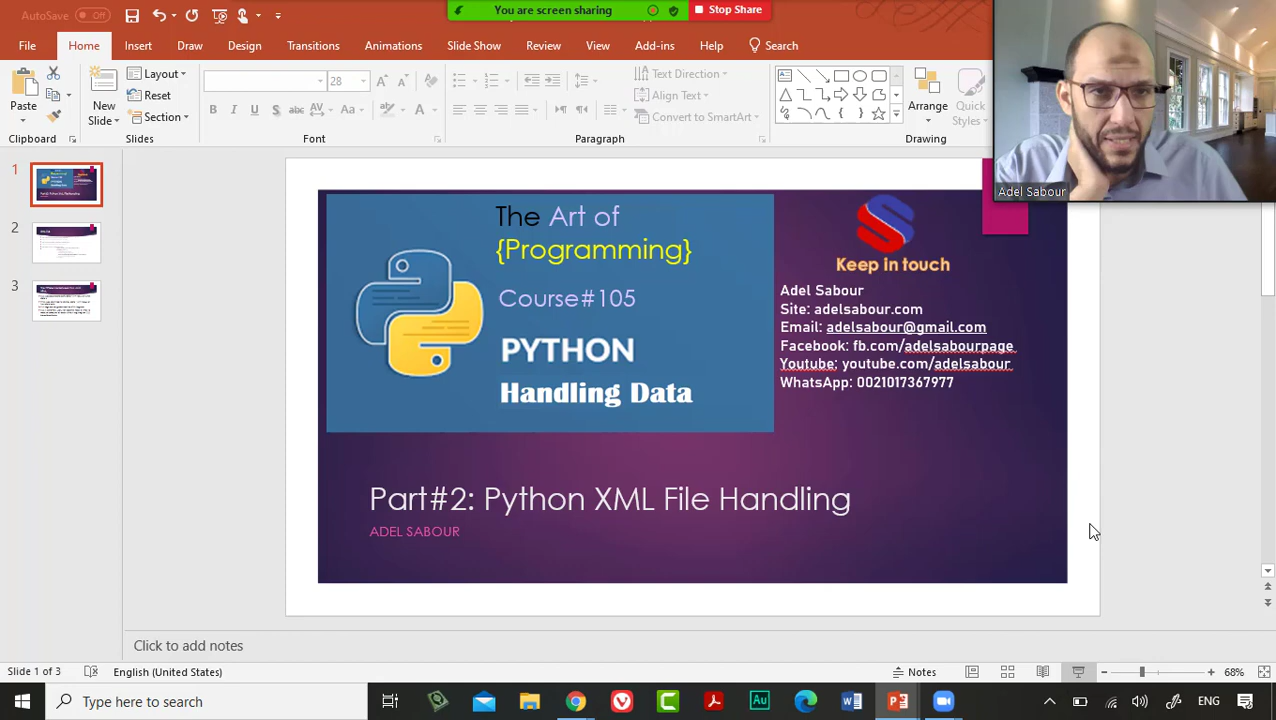 AutoSave Off
You are screen sharing
Stop Share
File
Home
Insert
Draw
Design
Transitions
Animations
Slide Show
Review
View
Add-ins
Help
Search
Paste
New
Slide
Layout
Reset
Section
28
Text Direction
Align Text
Convert to SmartArt
Arrange
Quick
Styles
Clipboard
Slides
Font
Paragraph
Drawing
Adel Sabour
1
2
3
The Art of
{Programming}
Course#105
PYTHON
Handling Data
Keep in touch
Adel Sabour
Site: adelsabour.com
Email: adelsabour@gmail.com
Facebook: fb.com/adelsabourpage
Youtube: youtube.com/adelsabour
WhatsApp: 0021017367977
Part#2: Python XML File Handling
ADEL SABOUR
Click to add notes
Slide 1 of 3
English (United States)
Notes
68%
Type here to search
ENG